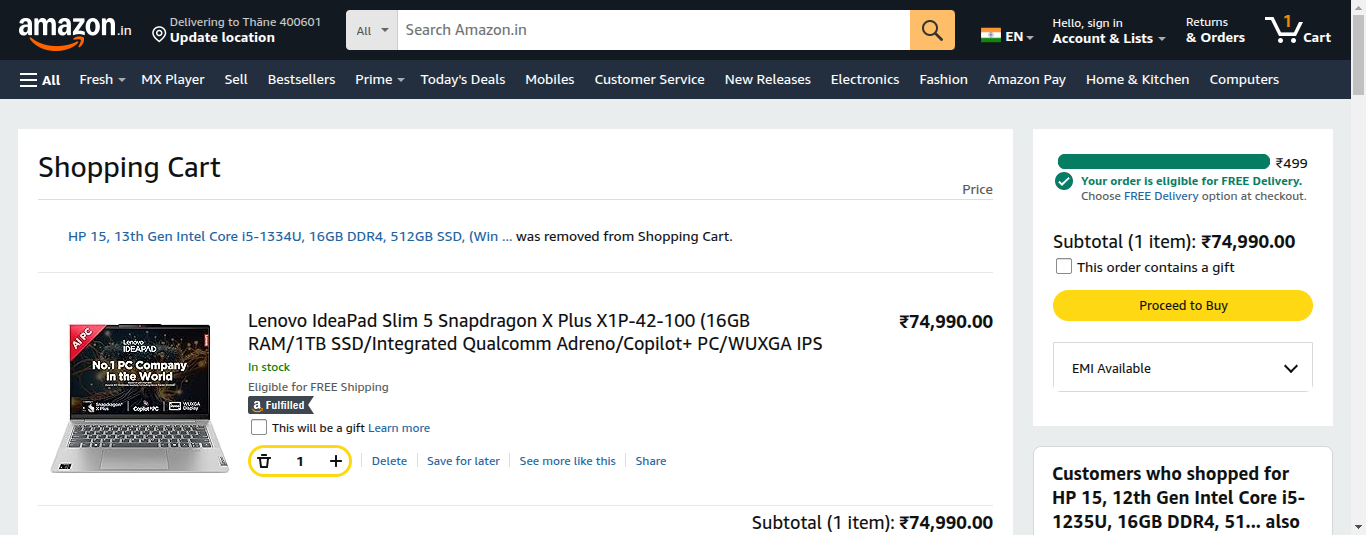 amazon.in
Delivering to Thāne 400601
Update location
All
Search Amazon.in
EN
Hello, sign in
Account & Lists
Returns
& Orders
1
Cart
All
Fresh
MX Player
Sell
Bestsellers
Prime
Today's Deals
Mobiles
Customer Service
New Releases
Electronics
Fashion
Amazon Pay
Home & Kitchen
Computers
Shopping Cart
Price
HP 15, 13th Gen Intel Core i5-1334U, 16GB DDR4, 512GB SSD, (Win ... was removed from Shopping Cart.
AI PC
Lenovo
IDEAPAD
No.1 PC Company
in the World
Snapdragon
X Plus
Copilot+PC
WUXGA
Display
Lenovo IdeaPad Slim 5 Snapdragon X Plus X1P-42-100 (16GB
RAM/1TB SSD/Integrated Qualcomm Adreno/Copilot+ PC/WUXGA IPS
₹74,990.00
In stock
Eligible for FREE Shipping
a Fulfilled
This will be a gift Learn more
1
Delete
Save for later
See more like this
Share
Subtotal (1 item): ₹74,990.00
₹499
Your order is eligible for FREE Delivery.
Choose FREE Delivery option at checkout.
Subtotal (1 item): ₹74,990.00
This order contains a gift
Proceed to Buy
EMI Available
Customers who shopped for
HP 15, 12th Gen Intel Core i5-
1235U, 16GB DDR4, 51... also